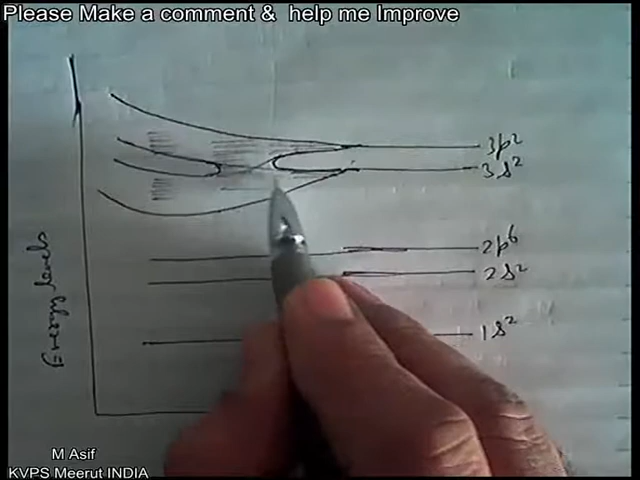 Please Make a comment & help me Improve
3p²
3s²
2p⁶
2s²
1s²
Energy levels
M Asif
KVPS Meerut INDIA